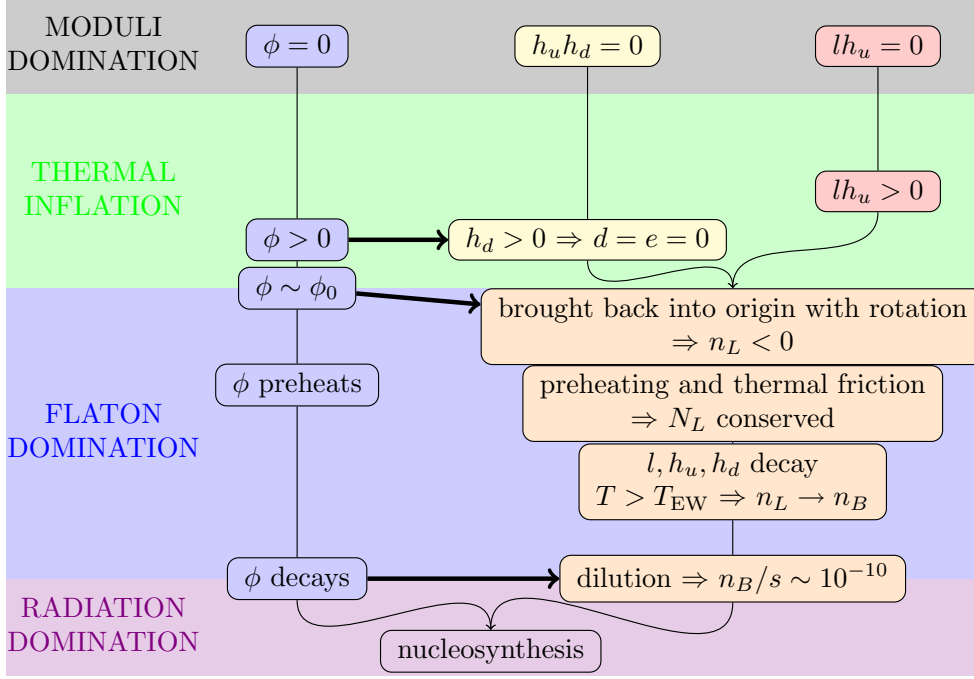 MODULI
DOMINATION
ϕ = 0
h_u h_d = 0
lh_u = 0
THERMAL
INFLATION
lh_u > 0
ϕ > 0
h_d > 0 ⇒ d = e = 0
ϕ ∼ ϕ_0
brought back into origin with rotation
⇒ n_L < 0
FLATON
DOMINATION
ϕ preheats
preheating and thermal friction
⇒ N_L conserved
l, h_u, h_d decay
T > T_EW ⇒ n_L → n_B
ϕ decays
dilution ⇒ n_B/s ∼ 10^{−10}
RADIATION
DOMINATION
nucleosynthesis